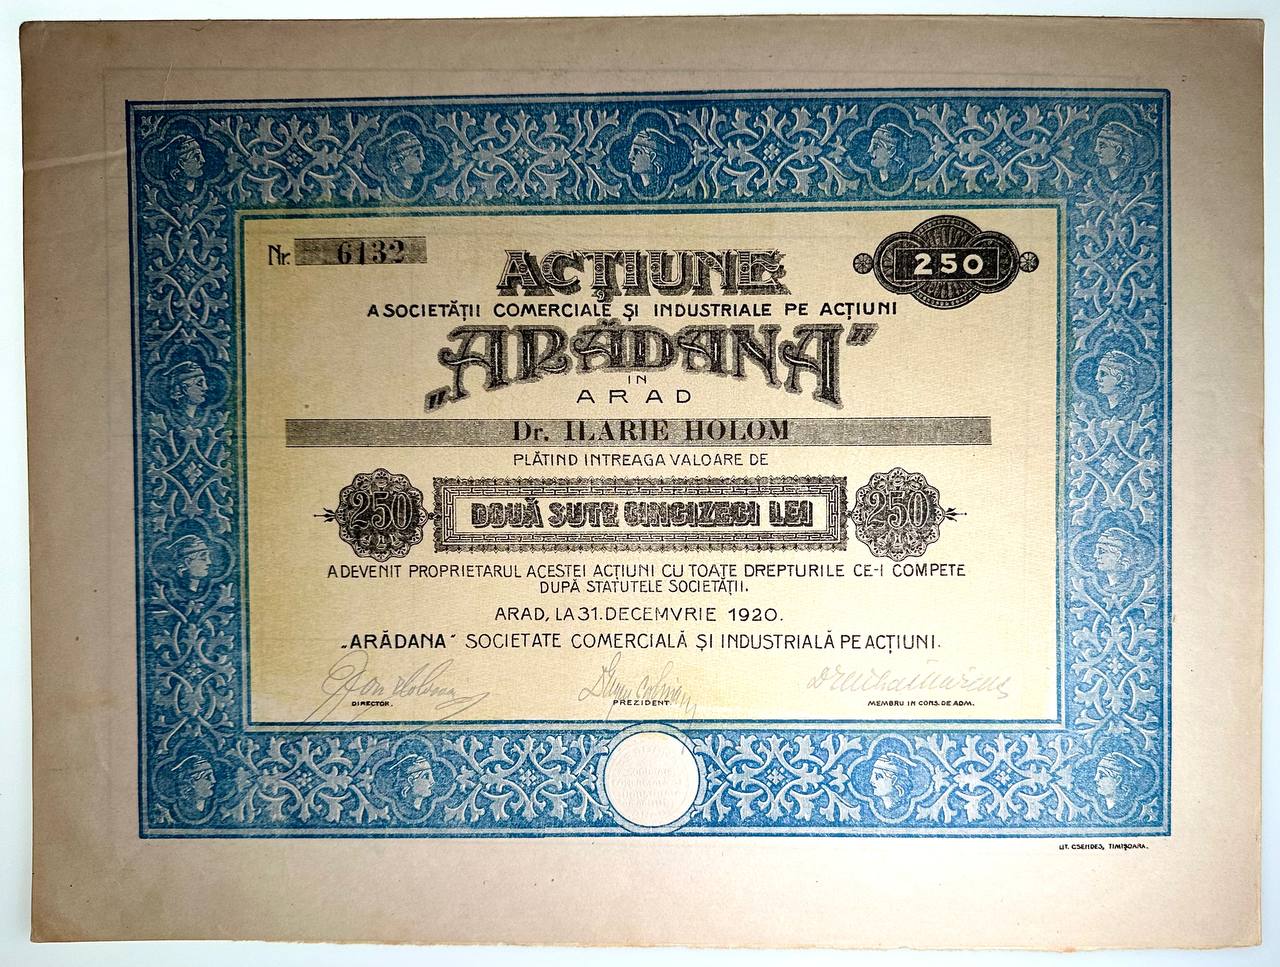 Nr. 6132
250
ACȚIUNE
A SOCIETĂȚII COMERCIALE ȘI INDUSTRIALE PE ACȚIUNI
„ARĂDANA”
IN
ARAD
Dr. ILARIE HOLOM
PLĂTIND INTREAGA VALOARE DE
250 DOUĂ SUTE CINCIZECI LEI 250
A DEVENIT PROPRIETARUL ACESTEI ACȚIUNI CU TOATE DREPTURILE CE-I COMPETE
DUPĂ STATUTELE SOCIETĂȚII.
ARAD, LA 31. DECEMVRIE 1920.
„ARĂDANA” SOCIETATE COMERCIALĂ ȘI INDUSTRIALĂ PE ACȚIUNI.
DIRECTOR. PREZIDENT. MEMBRU IN CONS. DE ADM.
LIT. CSENDES, TIMIȘOARA.